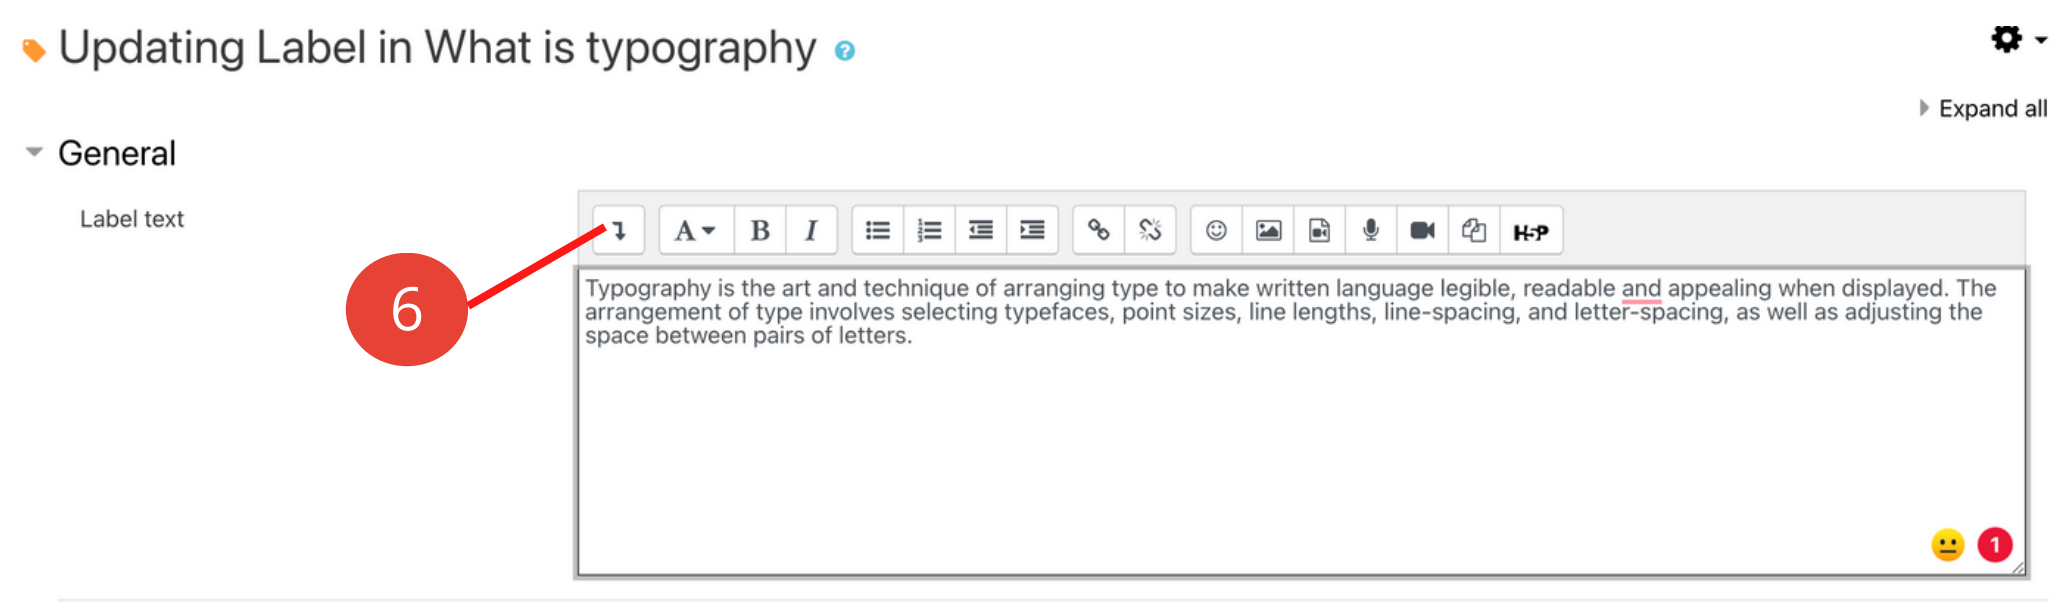 Updating Label in What is typography
Expand all
General
Label text
A B I H5P
6
Typography is the art and technique of arranging type to make written language legible, readable and appealing when displayed. The
arrangement of type involves selecting typefaces, point sizes, line lengths, line-spacing, and letter-spacing, as well as adjusting the
space between pairs of letters.
1